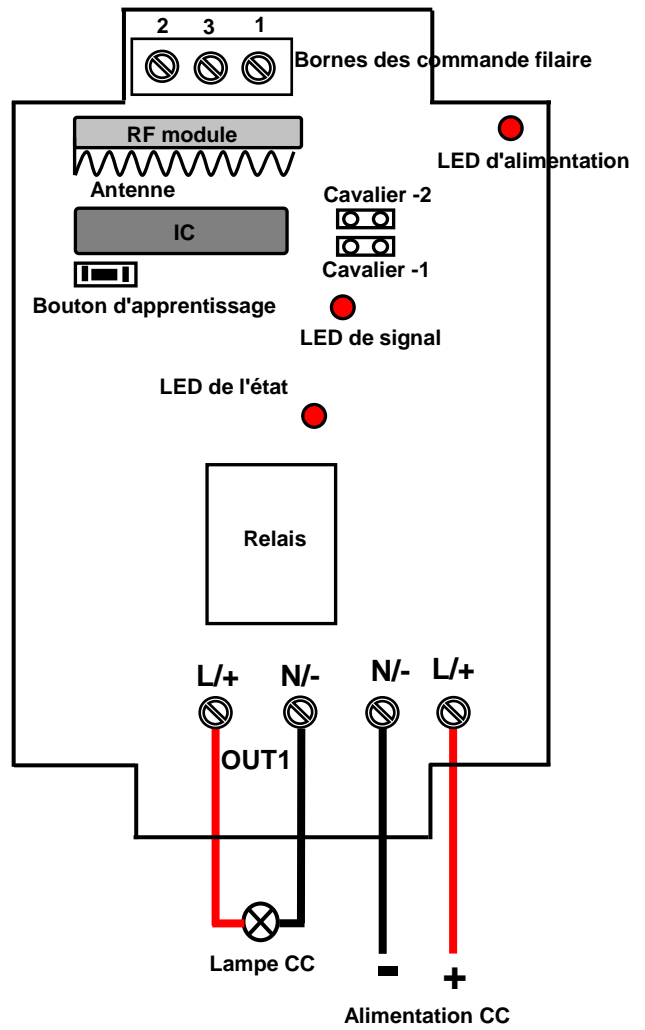 2 3 1
Bornes des commande filaire
RF module
LED d'alimentation
Antenne
Cavalier -2
IC
Cavalier -1
Bouton d'apprentissage
LED de signal
LED de l'état
Relais
L/+ N/- N/- L/+
OUT1
Lampe CC
- +
Alimentation CC